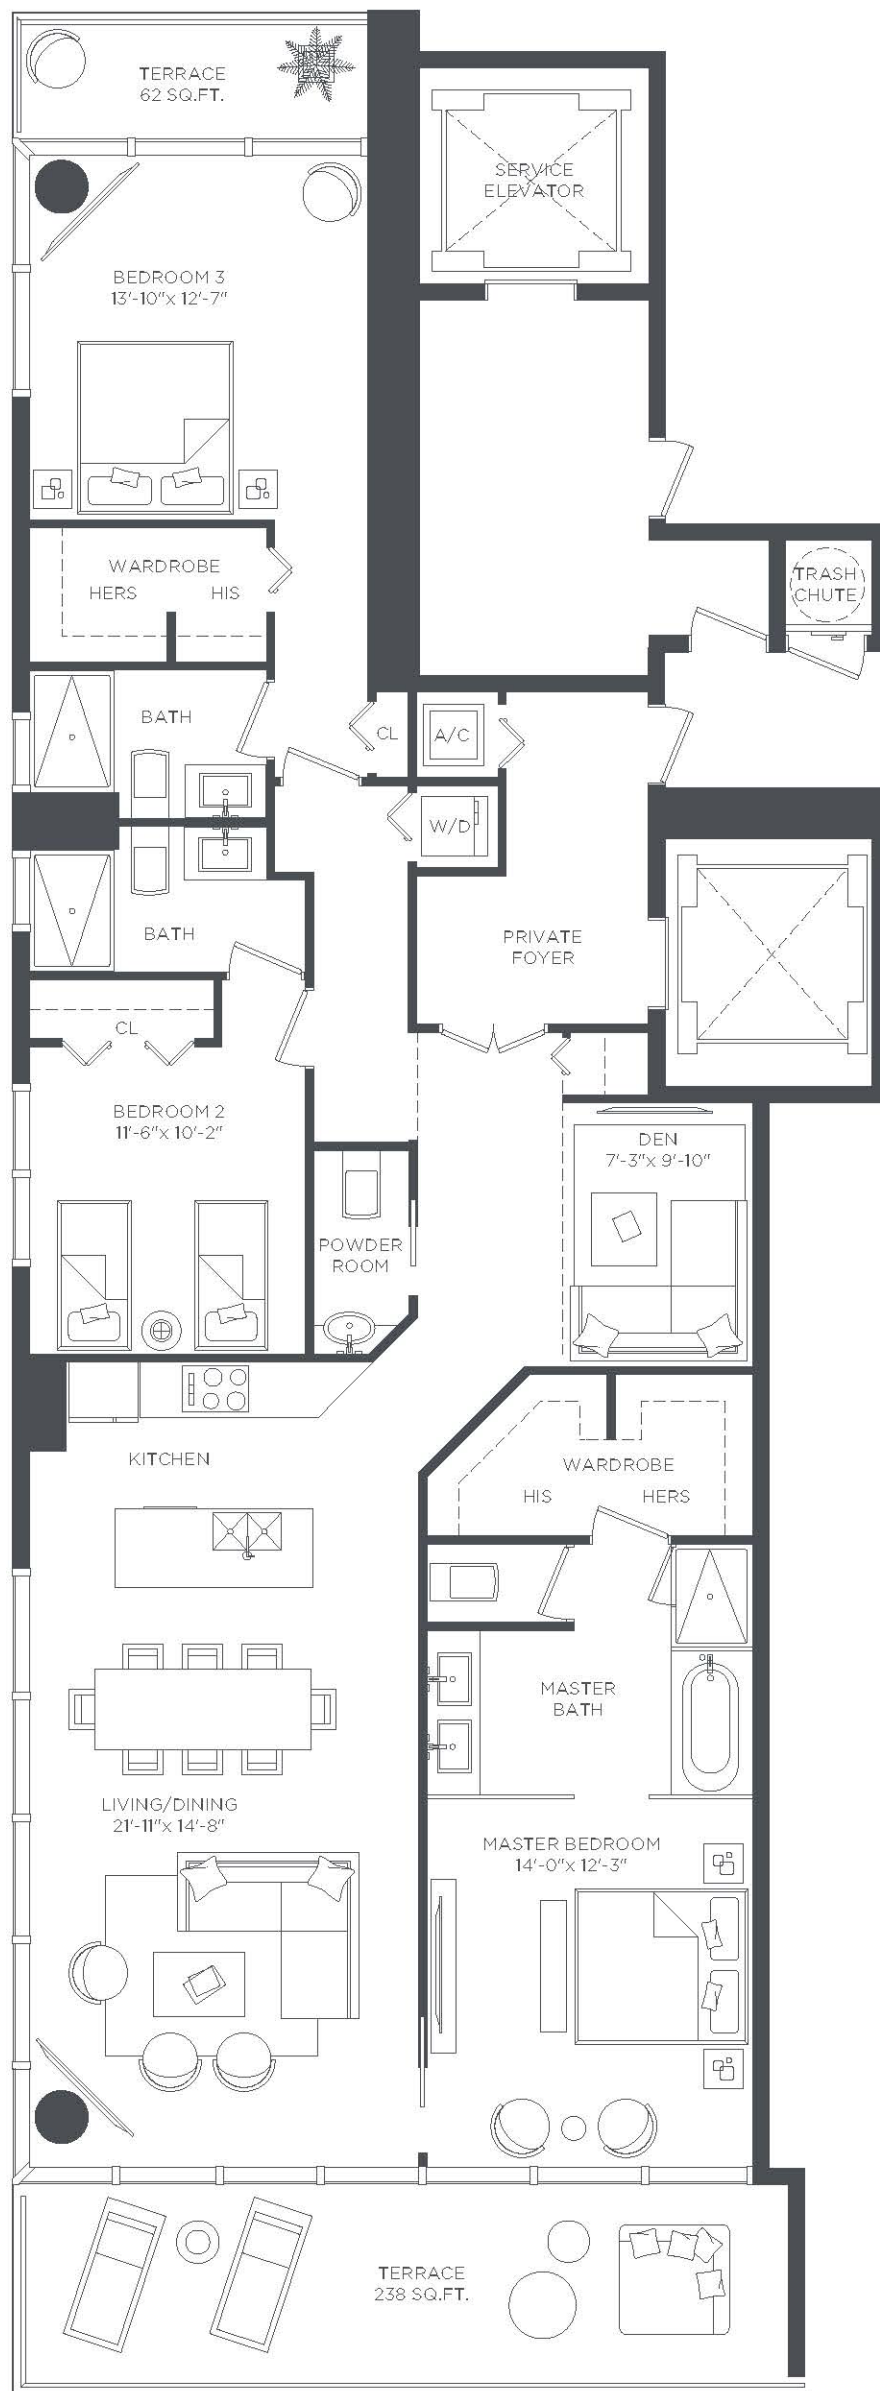 TERRACE
62 SQ.FT.
SERVICE
ELEVATOR
BEDROOM 3
13'-10"x 12'-7"
WARDROBE
HERS HIS
TRASH
CHUTE
BATH
CL
A/C
W/D
BATH
PRIVATE
FOYER
CL
BEDROOM 2
11'-6"x 10'-2"
DEN
7'-3"x 9'-10"
POWDER
ROOM
KITCHEN
WARDROBE
HIS HERS
MASTER
BATH
LIVING/DINING
21'-11"x 14'-8"
MASTER BEDROOM
14'-0"x 12'-3"
TERRACE
238 SQ.FT.